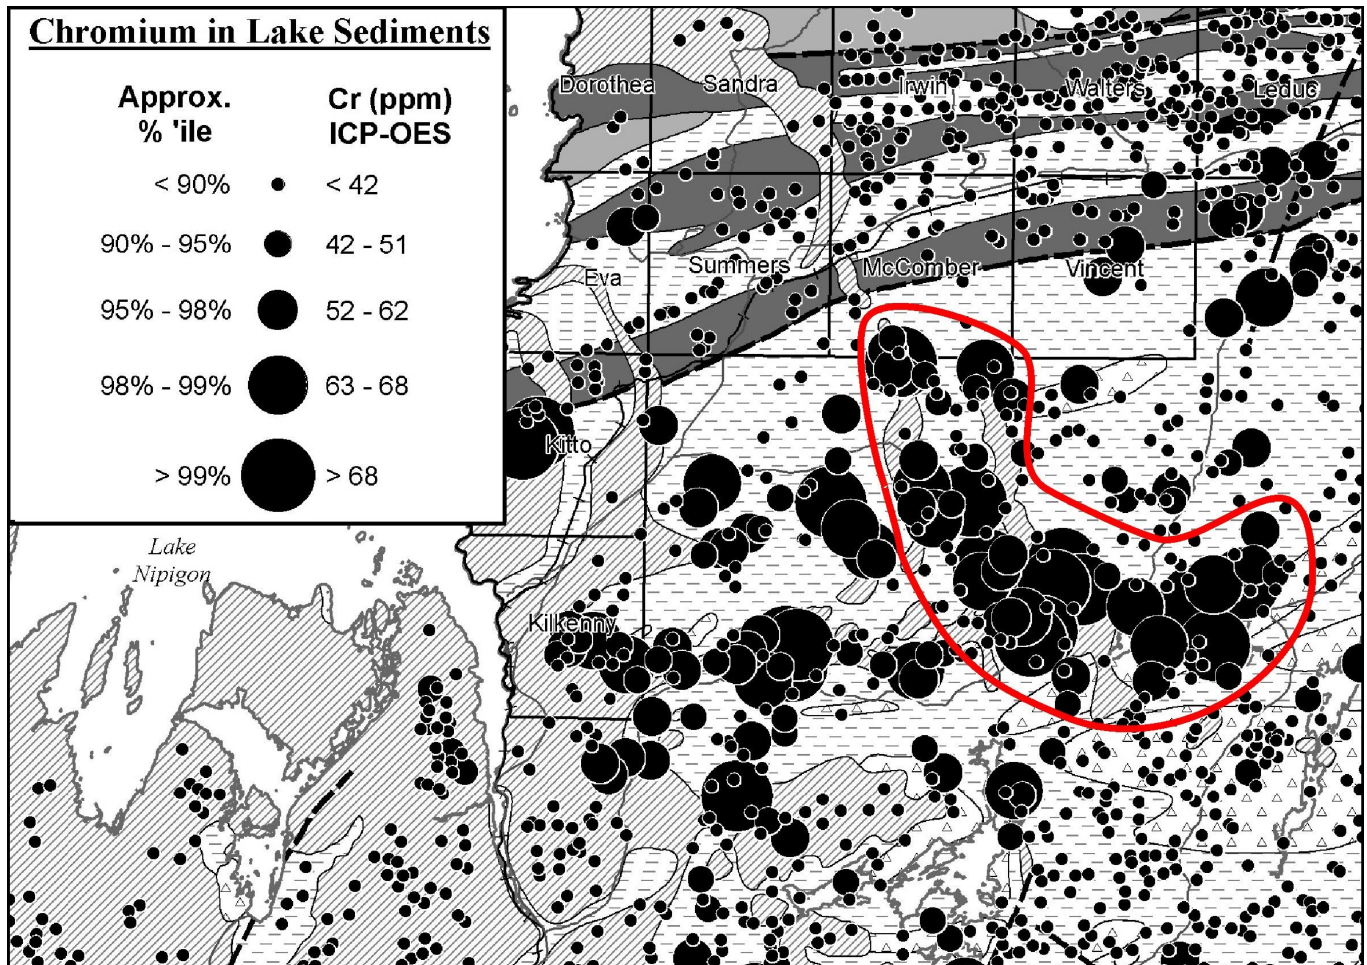 Chromium in Lake Sediments
Approx. Cr (ppm)
% 'ile ICP-OES
< 90% < 42
90% - 95% 42 - 51
95% - 98% 52 - 62
98% - 99% 63 - 68
> 99% > 68
Dorothea Sandra Irwin Walters Leduc
Eva Summers McComber Vincent
Kitto
Lake
Nipigon
Kilkenny